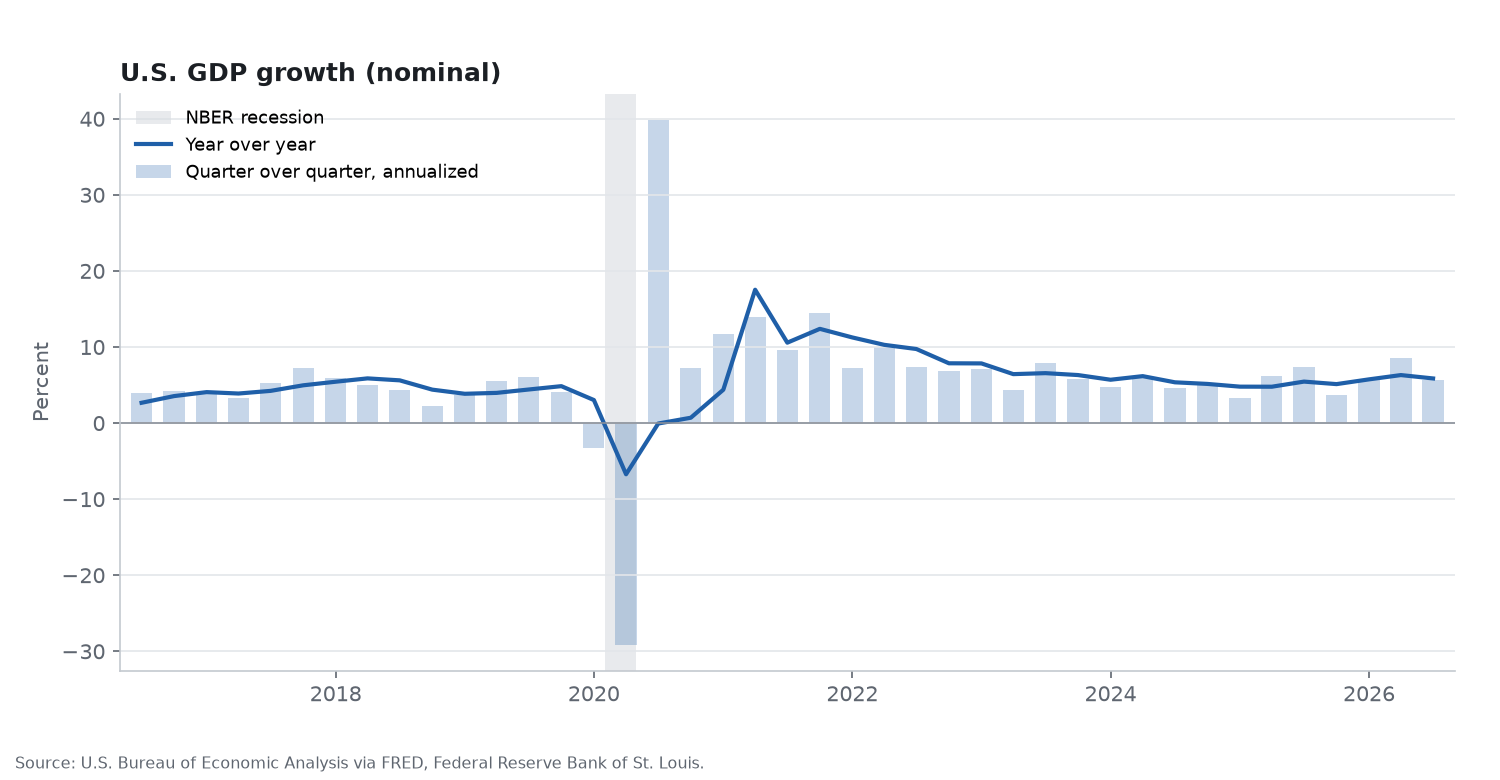 U.S. GDP growth (nominal)
NBER recession
Year over year
Quarter over quarter, annualized
Percent
40
30
20
10
0
−10
−20
−30
2018
2020
2022
2024
2026
Source: U.S. Bureau of Economic Analysis via FRED, Federal Reserve Bank of St. Louis.